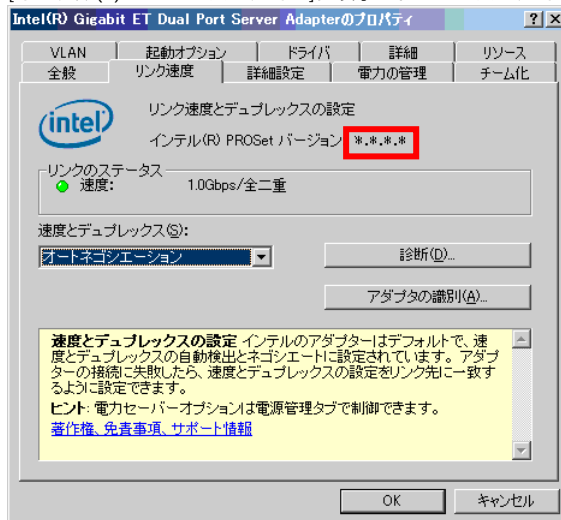 Intel(R) Gigabit ET Dual Port Server Adapterのプロパティ
VLAN 起動オプション ドライバ 詳細 リソース
全般 リンク速度 詳細設定 電力の管理 チーム化
intel リンク速度とデュプレックスの設定
インテル(R) PROSet バージョン *.*.*.*
リンクのステータス
速度: 1.0Gbps/全二重
速度とデュプレックス(S):
オートネゴシエーション 診断(D)...
アダプタの識別(A)...
速度とデュプレックスの設定 インテルのアダプターはデフォルトで、速
度とデュプレックスの自動検出とネゴシエートに設定されています。 アダプ
ターの接続に失敗したら、速度とデュプレックスの設定をリンク先に一致す
るように設定できます。
ヒント: 電力セーバーオプションは電源管理タブで制御できます。
著作権、免責事項、サポート情報
OK キャンセル